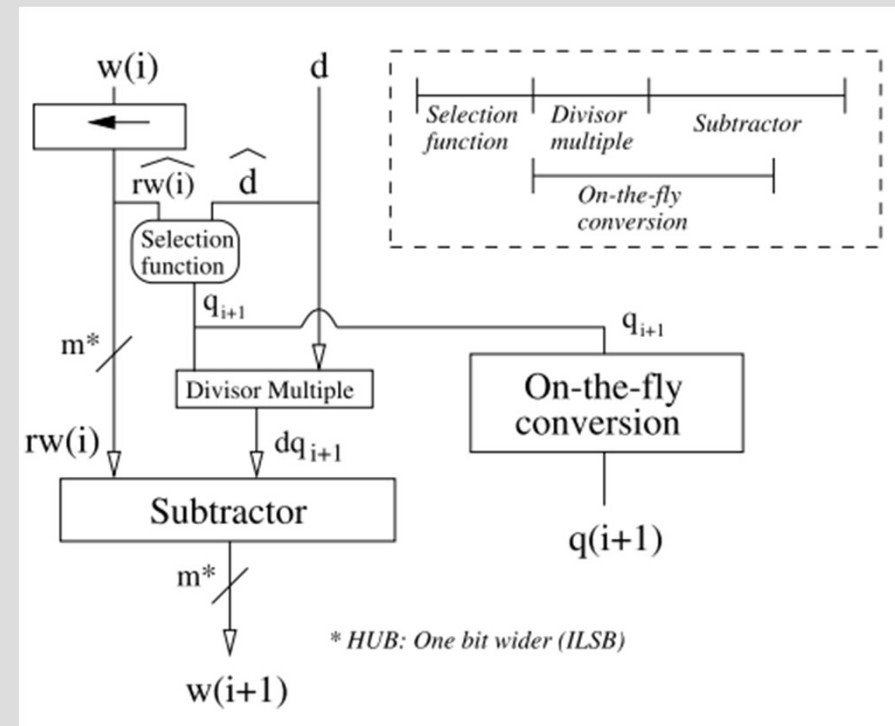 w(i)
d
Selection
function
Divisor
multiple
Subtractor
On-the-fly
conversion
rw(i)
d
Selection
function
q i+1
q i+1
m*
Divisor Multiple
On-the-fly
conversion
rw(i)
dq i+1
Subtractor
q(i+1)
m*
* HUB: One bit wider (ILSB)
w(i+1)